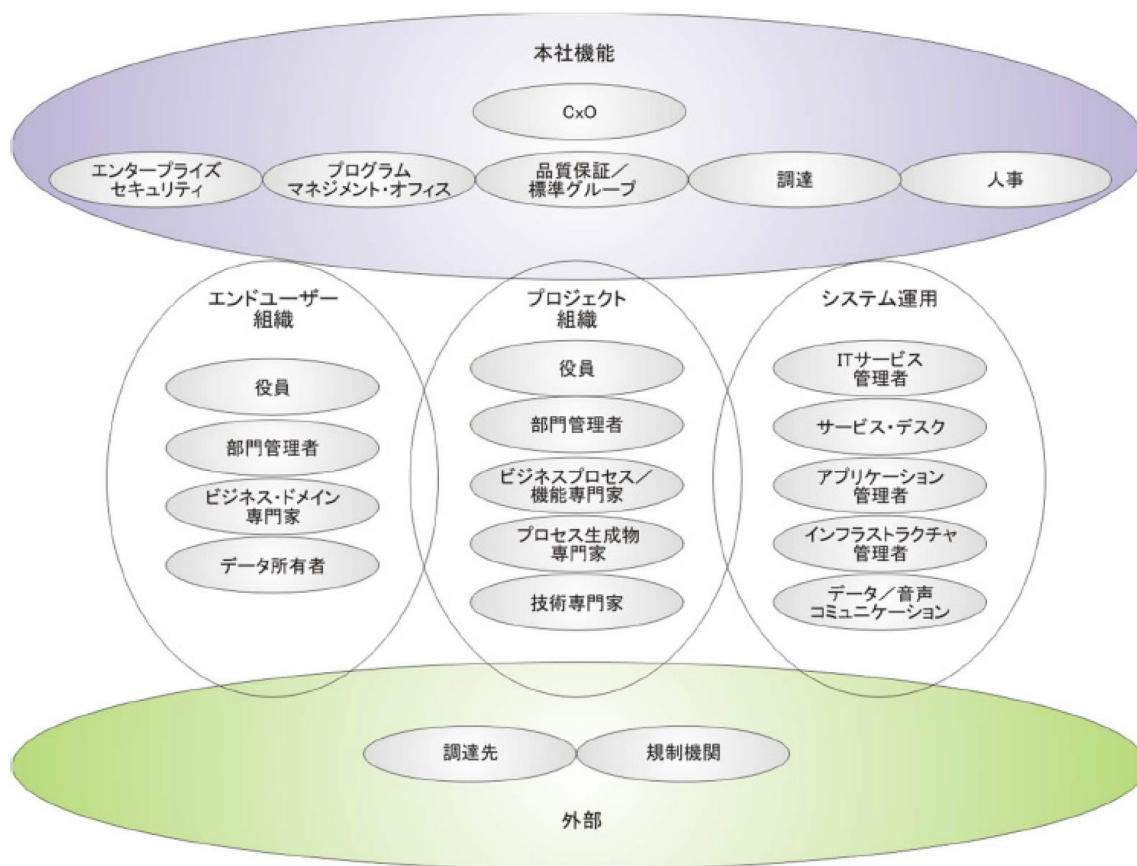 本社機能
CxO
エンタープライズ
セキュリティ
プログラム
マネジメント・オフィス
品質保証／
標準グループ
調達
人事
エンドユーザー
組織
役員
部門管理者
ビジネス・ドメイン
専門家
データ所有者
プロジェクト
組織
役員
部門管理者
ビジネスプロセス／
機能専門家
プロセス生成物
専門家
技術専門家
システム運用
ITサービス
管理者
サービス・デスク
アプリケーション
管理者
インフラストラクチャ
管理者
データ／音声
コミュニケーション
調達先
規制機関
外部